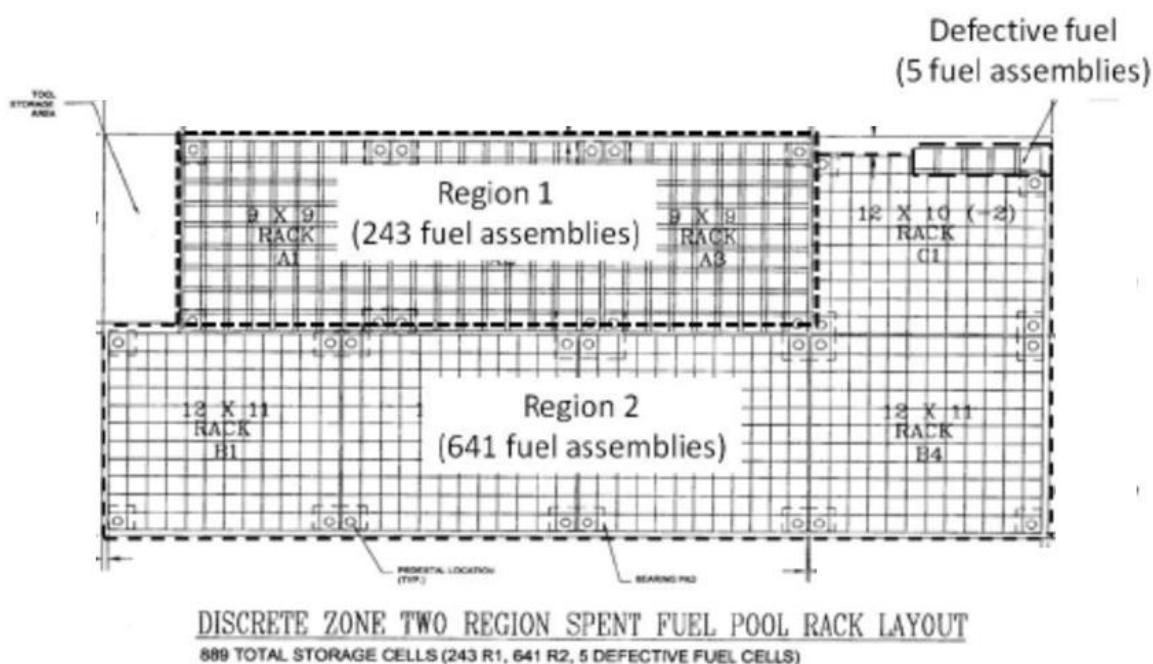 Defective fuel
(5 fuel assemblies)
TOOL
STORAGE
AREA
Region 1
(243 fuel assemblies)
9 X 9
RACK
A1
9 X 9
RACK
A3
12 X 10 (-2)
RACK
C1
Region 2
(641 fuel assemblies)
12 X 11
RACK
B1
12 X 11
RACK
B4
PEDESTAL LOCATION
(TYP.)
BEARING PAD
DISCRETE ZONE TWO REGION SPENT FUEL POOL RACK LAYOUT
889 TOTAL STORAGE CELLS (243 R1, 641 R2, 5 DEFECTIVE FUEL CELLS)